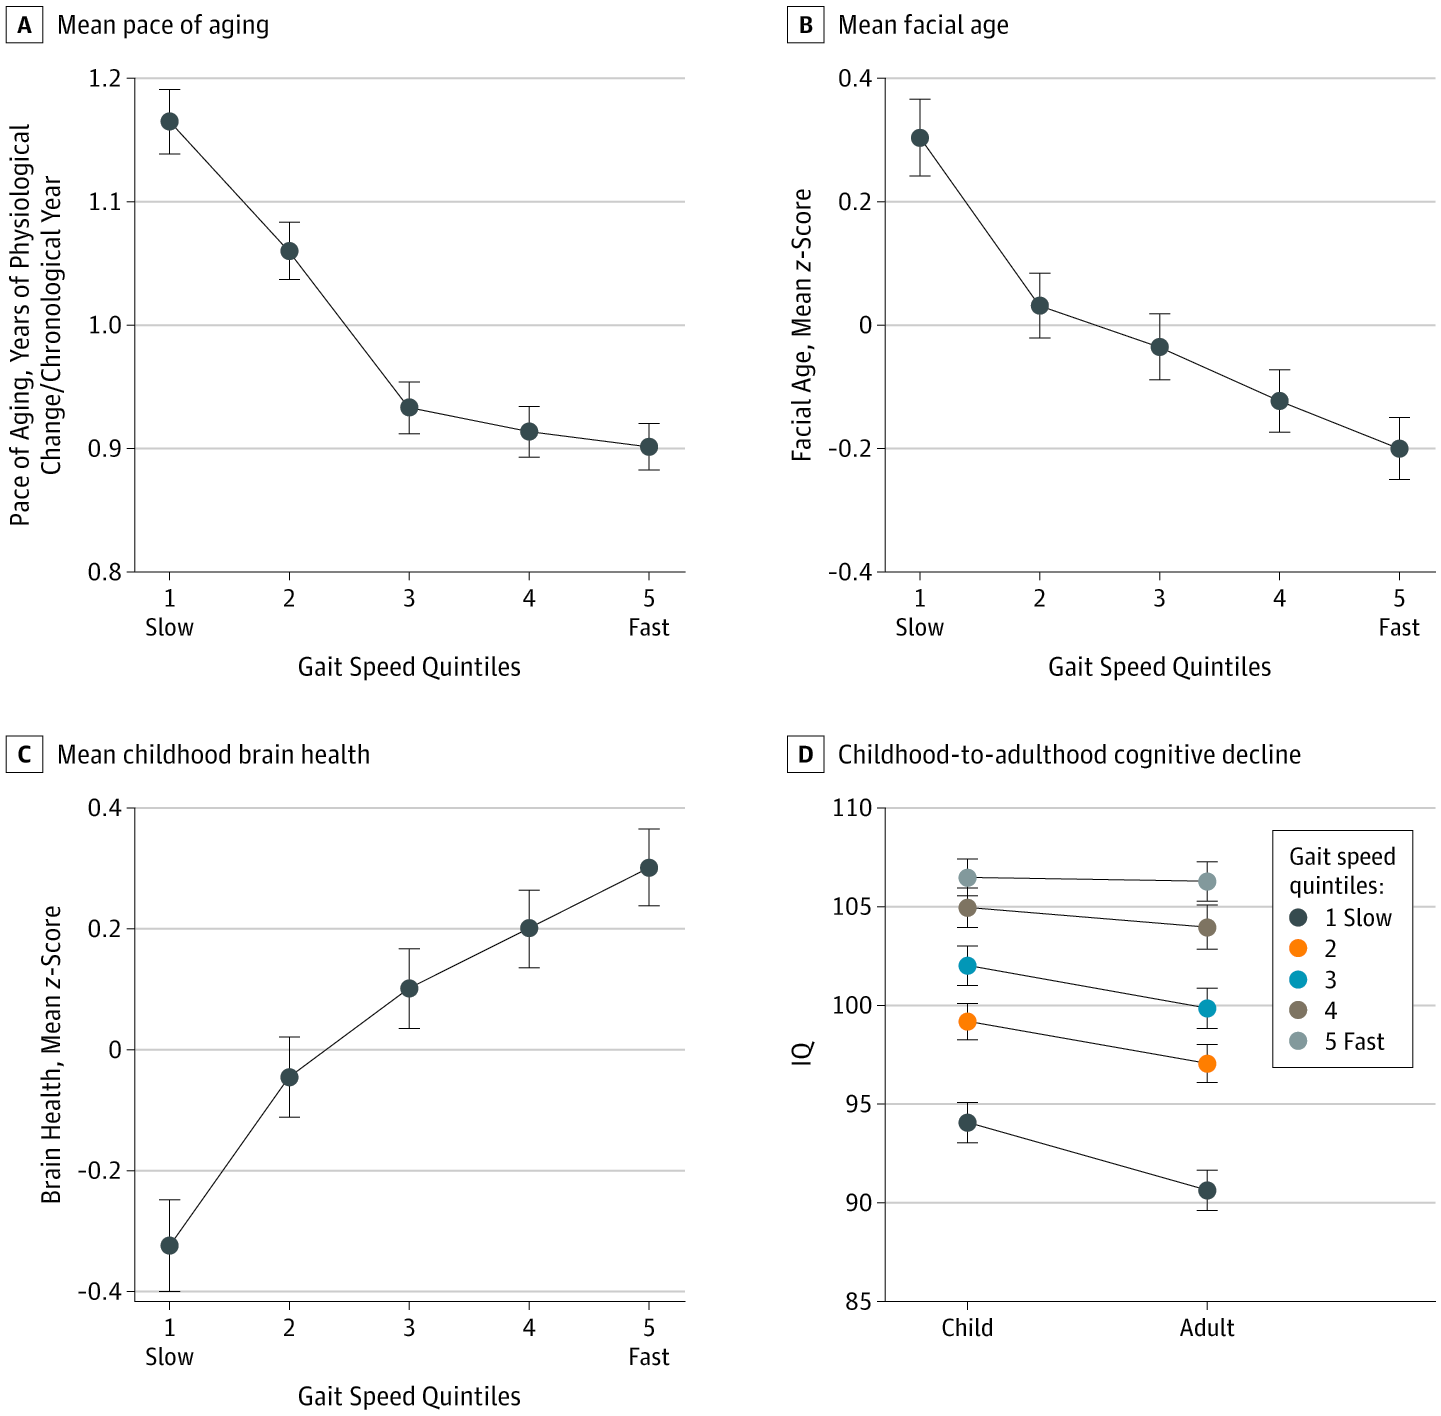 A Mean pace of aging
Pace of Aging, Years of Physiological
Change/Chronological Year
1.2
1.1
1.0
0.9
0.8
1 2 3 4 5
Slow Fast
Gait Speed Quintiles
B Mean facial age
Facial Age, Mean z-Score
0.4
0.2
0
-0.2
-0.4
1 2 3 4 5
Slow Fast
Gait Speed Quintiles
C Mean childhood brain health
Brain Health, Mean z-Score
0.4
0.2
0
-0.2
-0.4
1 2 3 4 5
Slow Fast
Gait Speed Quintiles
D Childhood-to-adulthood cognitive decline
IQ
110
105
100
95
90
85
Child Adult
Gait speed
quintiles:
1 Slow
2
3
4
5 Fast